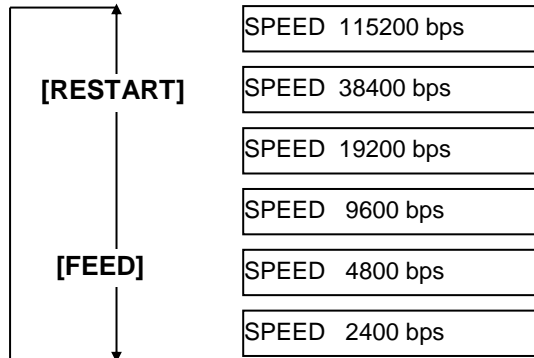 SPEED 115200 bps
[RESTART] SPEED 38400 bps
SPEED 19200 bps
SPEED 9600 bps
[FEED] SPEED 4800 bps
SPEED 2400 bps